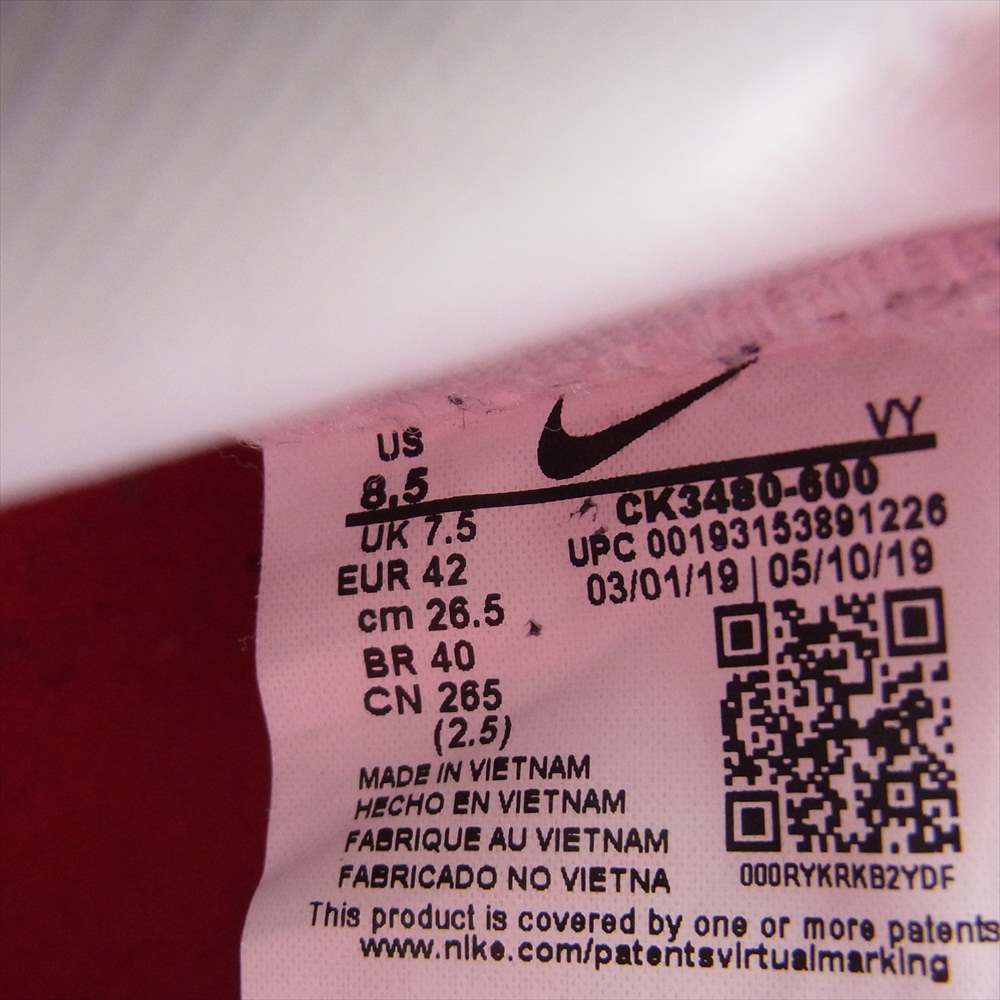 US
8.5
UK 7.5
EUR 42
cm 26.5
BR 40
CN 265
(2.5)
VY
CK3480-600
UPC 00193153891226
03/01/19 | 05/10/19
000RYKRKB2YDF
MADE IN VIETNAM
HECHO EN VIETNAM
FABRIQUE AU VIETNAM
FABRICADO NO VIETNA
This product is covered by one or more patents
www.nike.com/patentsvirtualmarking